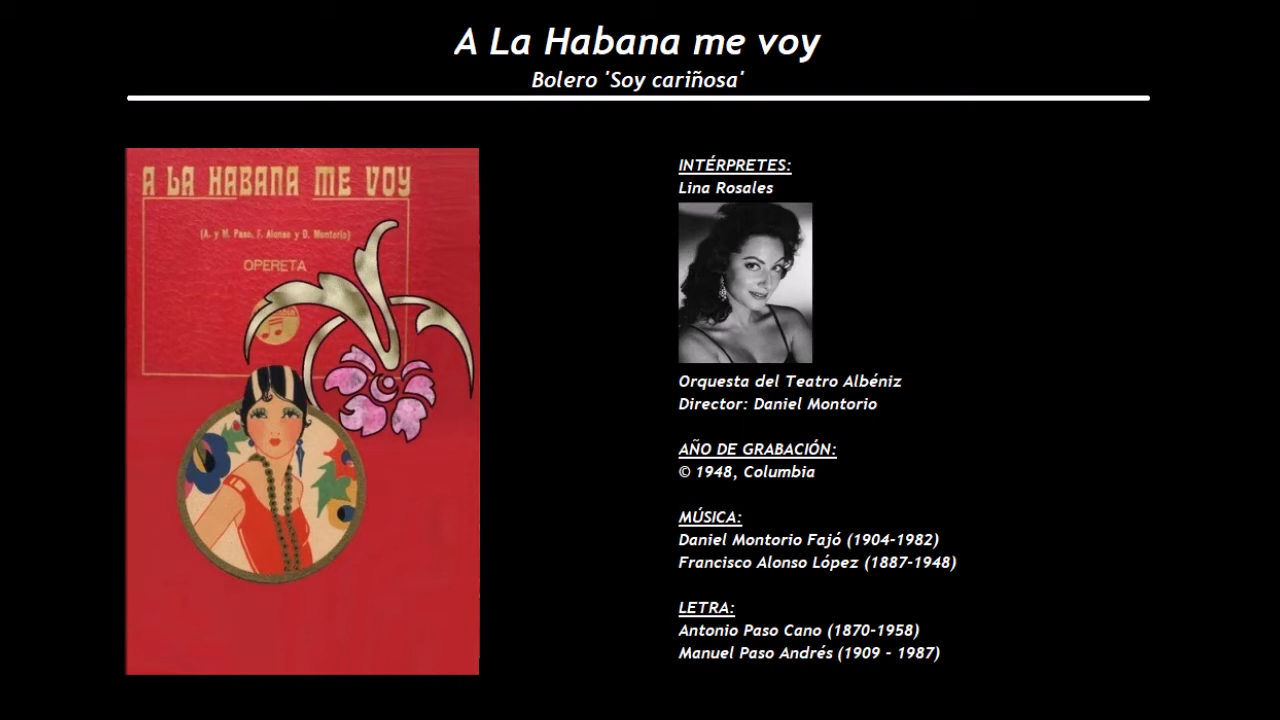 A La Habana me voy
Bolero 'Soy cariñosa'
A LA HABANA ME VOY
(A. y M. Paso, F. Alonso y D. Montorio)
OPERETA
INTÉRPRETES:
Lina Rosales
Orquesta del Teatro Albéniz
Director: Daniel Montorio
AÑO DE GRABACIÓN:
© 1948, Columbia
MÚSICA:
Daniel Montorio Fajó (1904-1982)
Francisco Alonso López (1887-1948)
LETRA:
Antonio Paso Cano (1870-1958)
Manuel Paso Andrés (1909 - 1987)